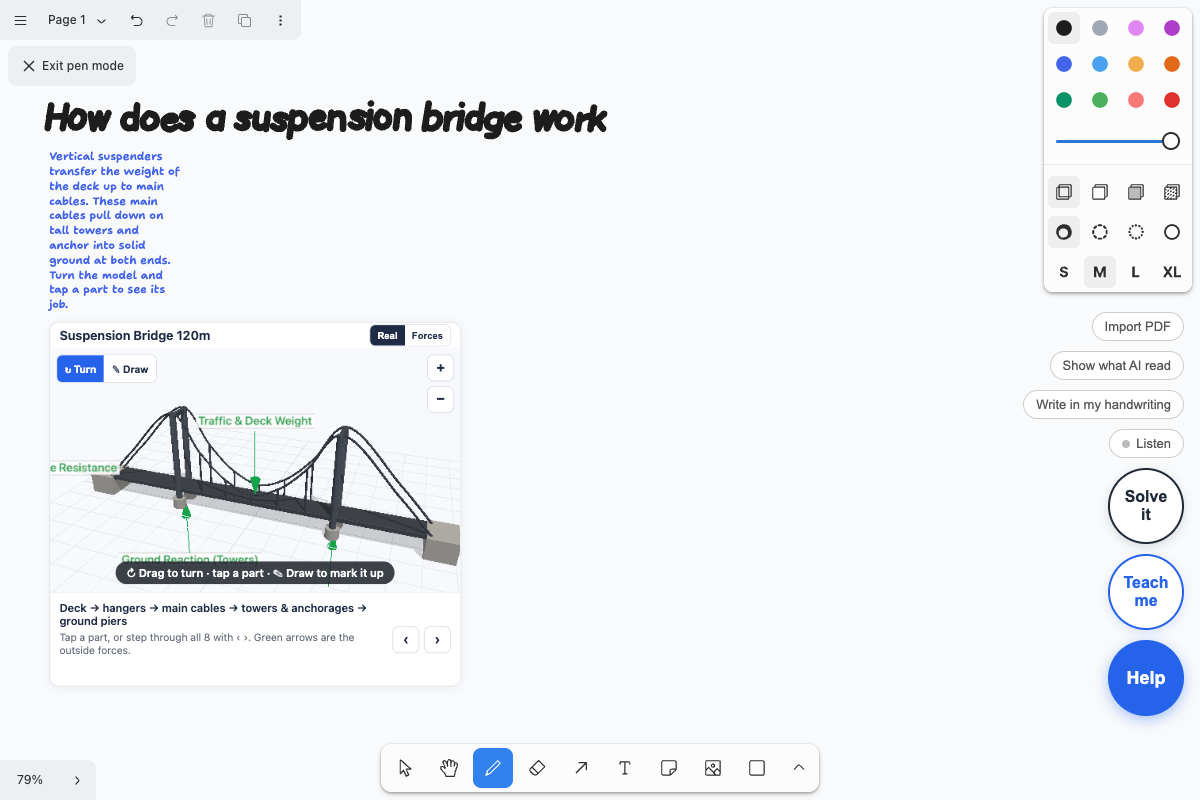 Page 1
Exit pen mode
How does a suspension bridge work
Vertical suspenders
transfer the weight of
the deck up to main
cables. These main
cables pull down on
tall towers and
anchor into solid
ground at both ends.
Turn the model and
tap a part to see its
job.
Suspension Bridge 120m
Real Forces
↻ Turn ✎ Draw
+
−
Traffic & Deck Weight
e Resistance
Ground Reaction (Towers)
↻ Drag to turn · tap a part · ✎ Draw to mark it up
Deck → hangers → main cables → towers & anchorages →
ground piers
Tap a part, or step through all 8 with ‹ ›. Green arrows are the
outside forces.
‹ ›
S M L XL
Import PDF
Show what AI read
Write in my handwriting
Listen
Solve
it
Teach
me
Help
79%